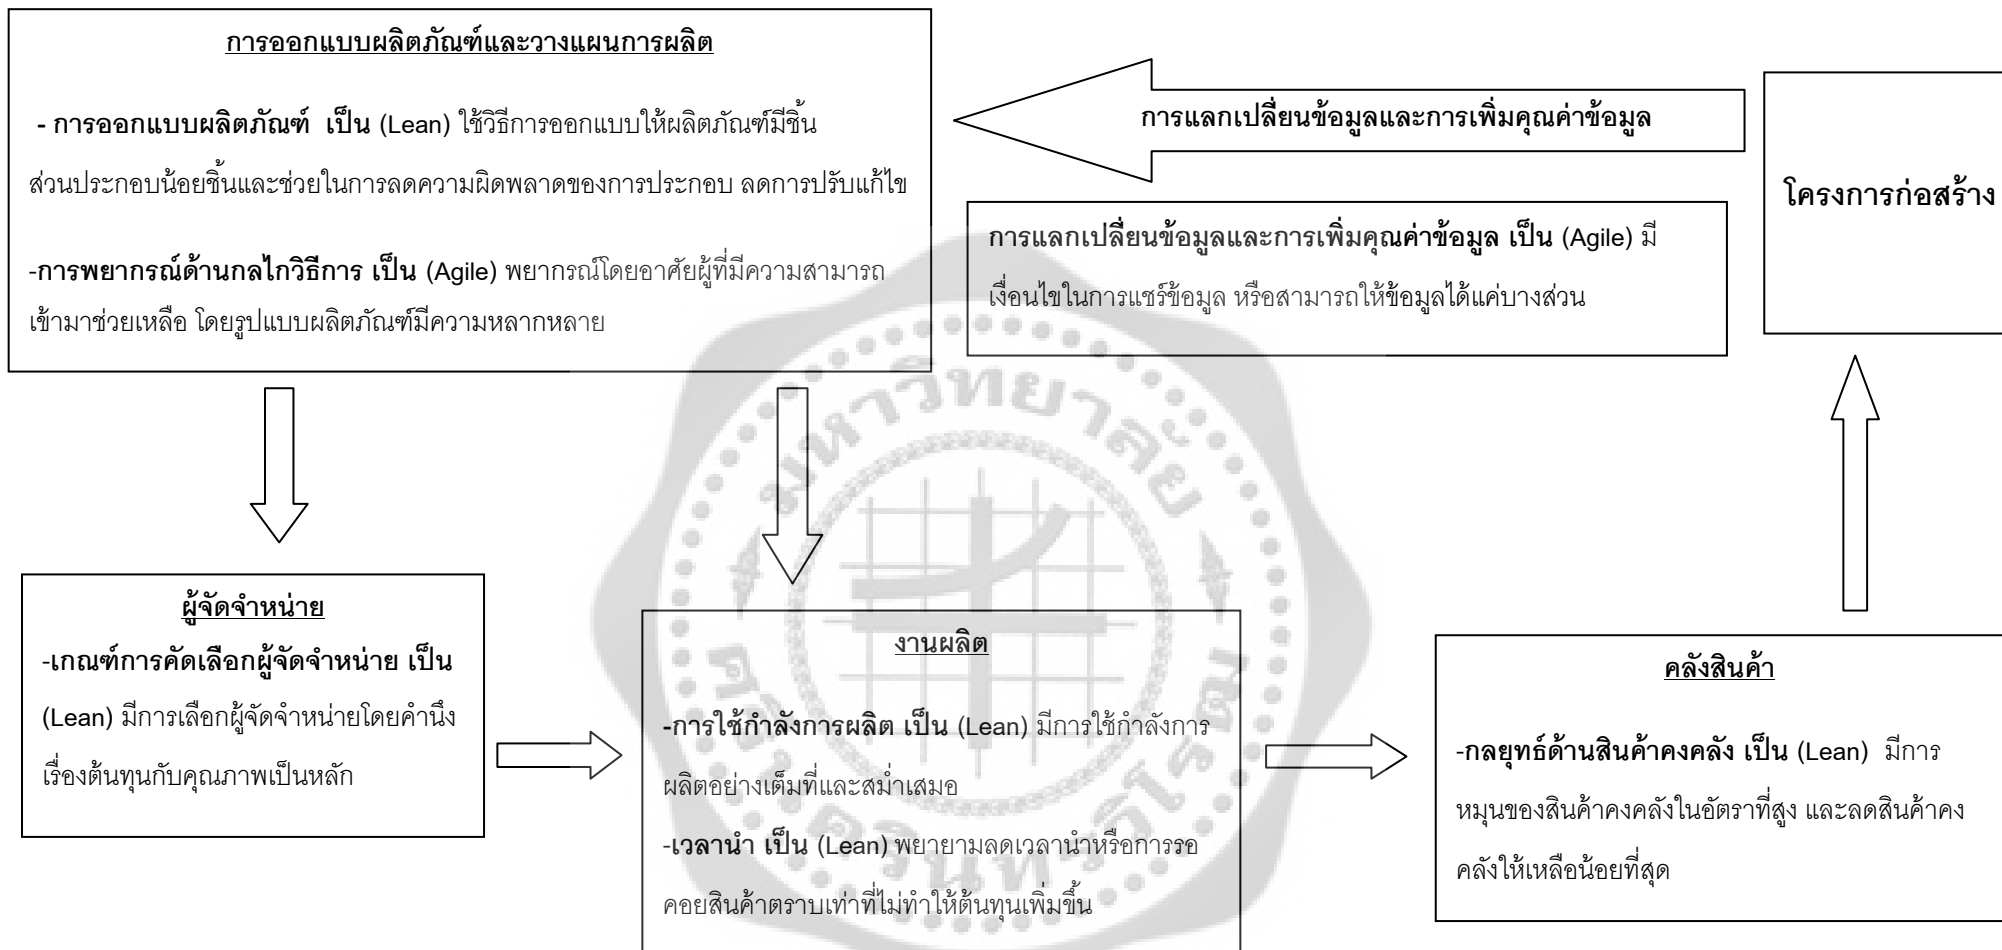 การออกแบบผลิตภัณฑ์และวางแผนการผลิต
- การออกแบบผลิตภัณฑ์ เป็น (Lean) ใช้วิธีการออกแบบให้ผลิตภัณฑ์มีชิ้น
ส่วนประกอบน้อยชิ้นและช่วยในการลดความผิดพลาดของการประกอบ ลดการปรับแก้ไข
-การพยากรณ์ด้านกลไกวิธีการ เป็น (Agile) พยากรณ์โดยอาศัยผู้ที่มีความสามารถ
เข้ามาช่วยเหลือ โดยรูปแบบผลิตภัณฑ์มีความหลากหลาย
การแลกเปลี่ยนข้อมูลและการเพิ่มคุณค่าข้อมูล
การแลกเปลี่ยนข้อมูลและการเพิ่มคุณค่าข้อมูล เป็น (Agile) มี
เงื่อนไขในการแชร์ข้อมูล หรือสามารถให้ข้อมูลได้แค่บางส่วน
โครงการก่อสร้าง
ผู้จัดจำหน่าย
-เกณฑ์การคัดเลือกผู้จัดจำหน่าย เป็น
(Lean) มีการเลือกผู้จัดจำหน่ายโดยคำนึง
เรื่องต้นทุนกับคุณภาพเป็นหลัก
งานผลิต
-การใช้กำลังการผลิต เป็น (Lean) มีการใช้กำลังการ
ผลิตอย่างเต็มที่และสม่ำเสมอ
-เวลานำ เป็น (Lean) พยายามลดเวลานำหรือการรอ
คอยสินค้าตราบเท่าที่ไม่ทำให้ต้นทุนเพิ่มขึ้น
คลังสินค้า
-กลยุทธ์ด้านสินค้าคงคลัง เป็น (Lean) มีการ
หมุนของสินค้าคงคลังในอัตราที่สูง และลดสินค้าคง
คลังให้เหลือน้อยที่สุด
มหาวิทยาลัย
ศรีนครินทรวิโรฒ